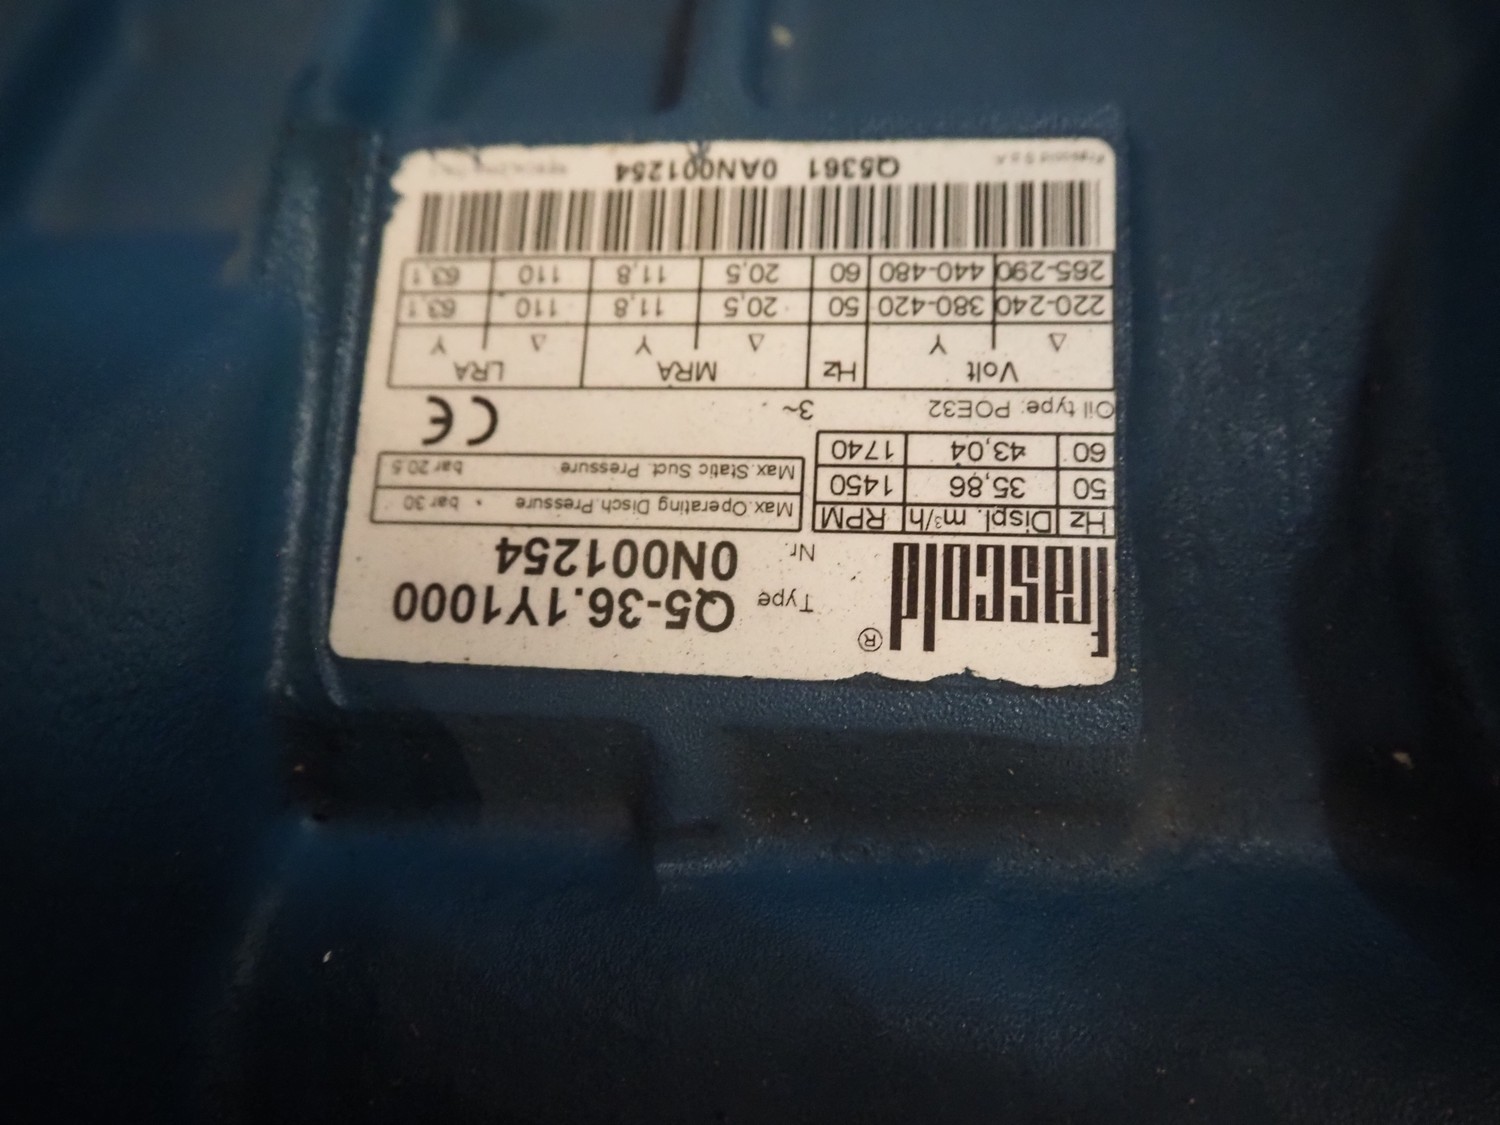 frascold ®
Type Q5-36.1Y1000
Nr. 0N001254
Hz Displ. m³/h RPM
50 35,86 1450
60 43,04 1740
Max.Operating Disch.Pressure bar 30
Max.Static Suct. Pressure bar 20.5
Oil type: POE32 3~ CE
Volt Hz MRA LRA
Δ Y Δ Y Δ Y
220-240 380-420 50 20,5 11,8 110 63,1
265-290 440-480 60 20,5 11,8 110 63,1
Frascold S.p.A.
Q5361 0AN001254